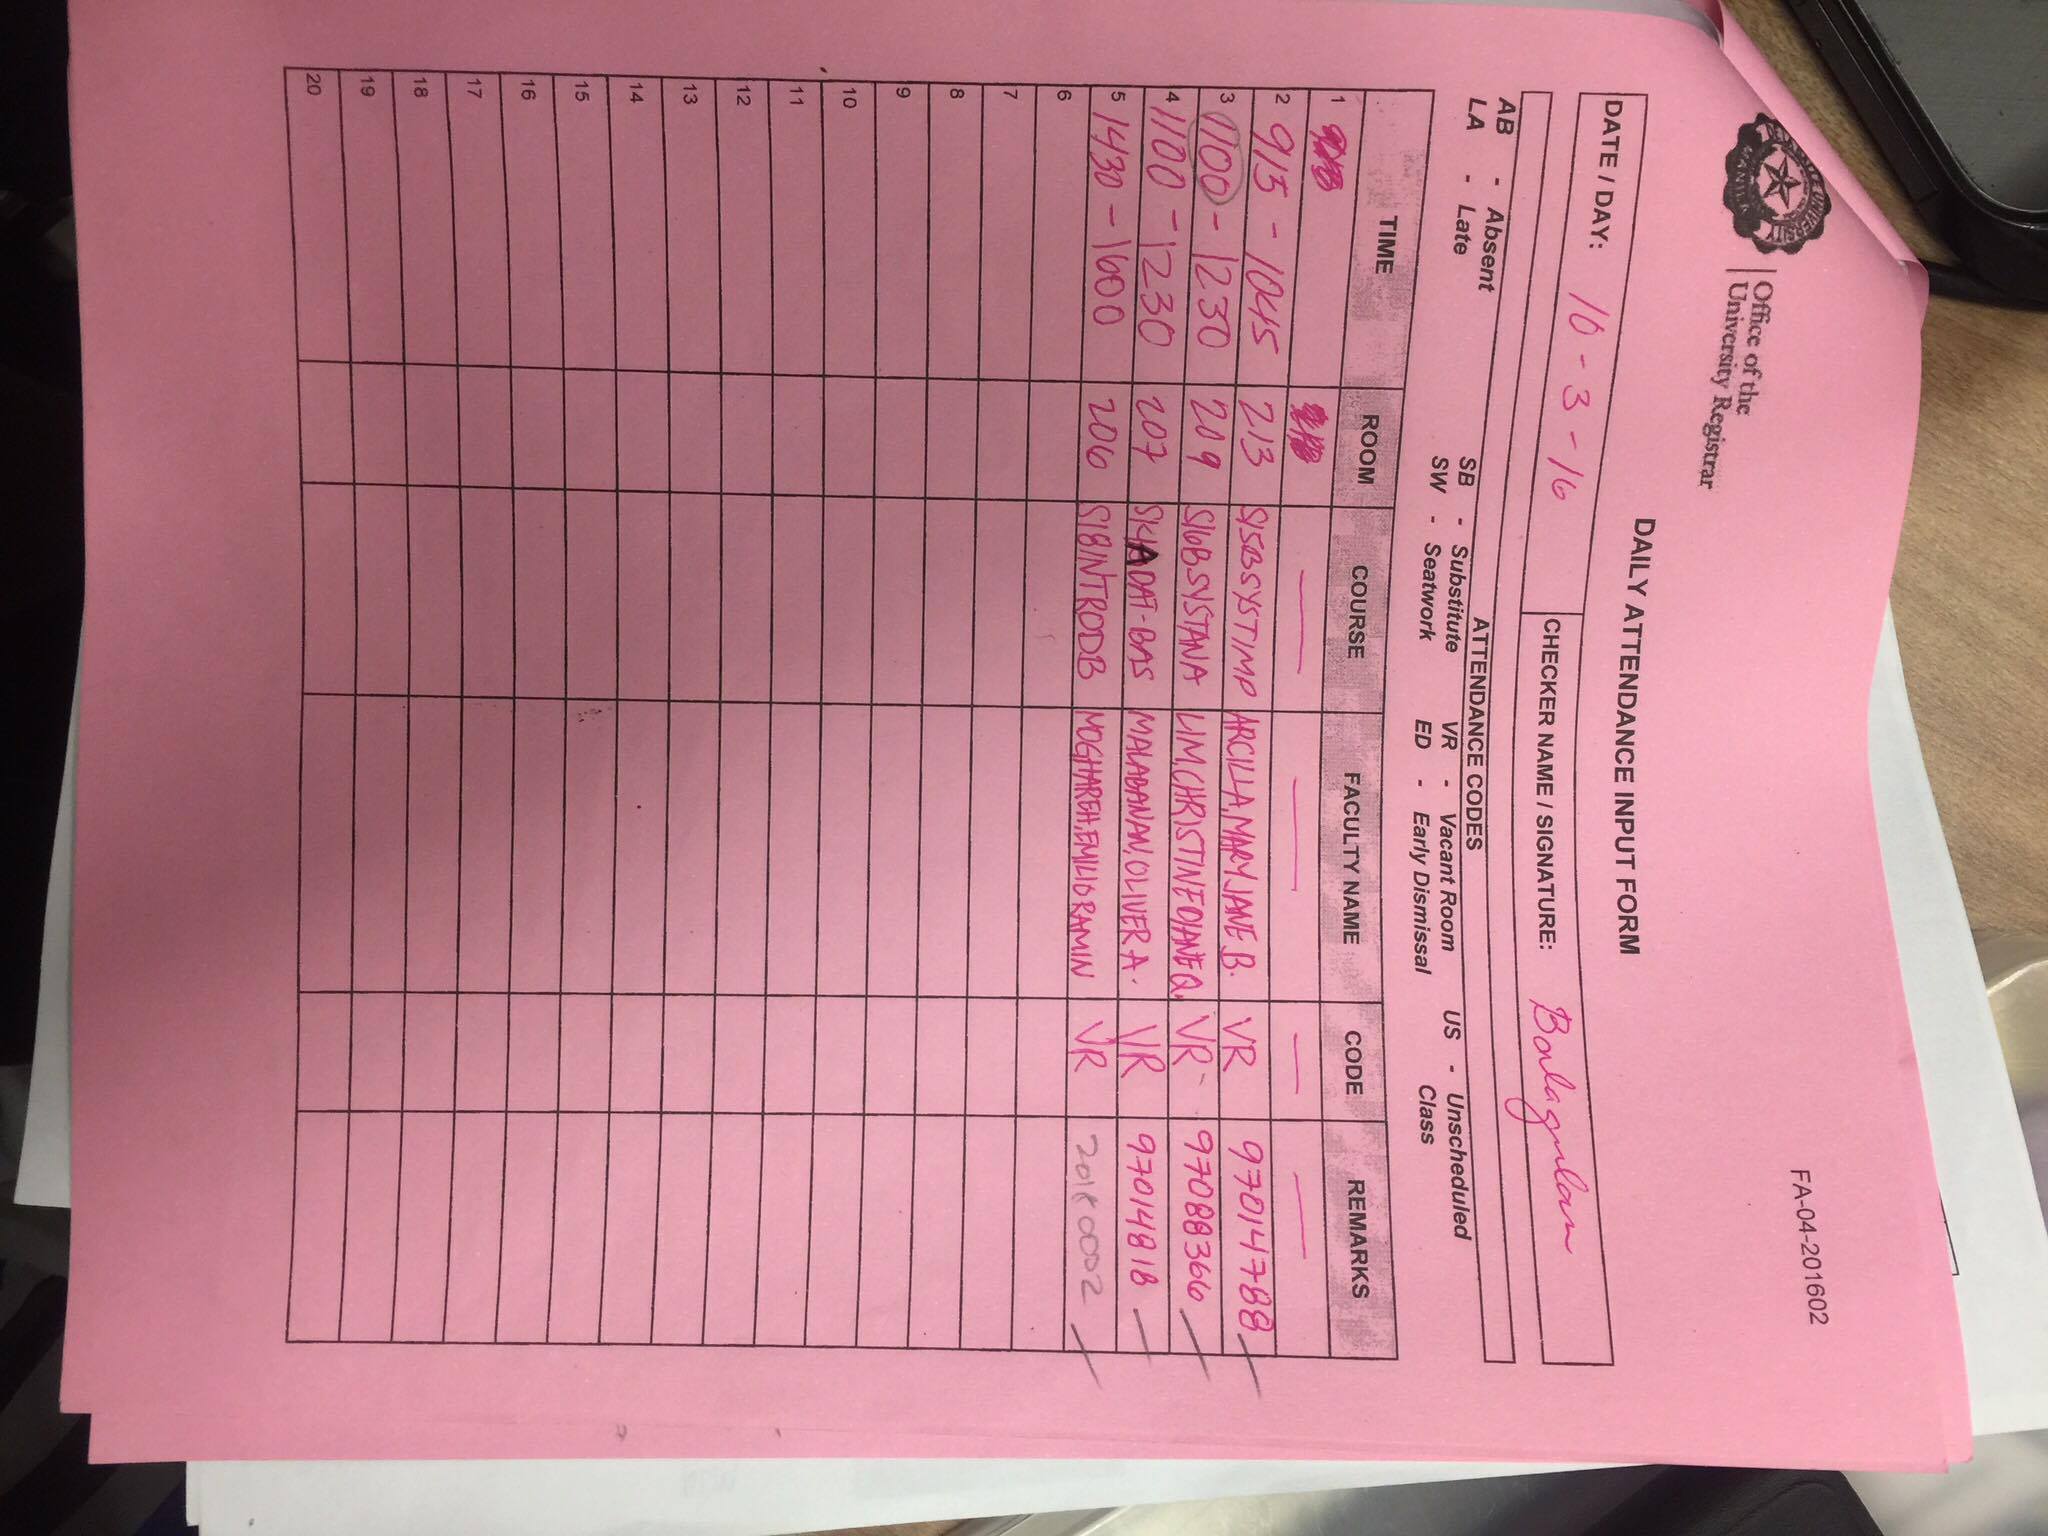 DE LA SALLE UNIVERSITY
MANILA
Office of the
University Registrar
FA-04-201602
DAILY ATTENDANCE INPUT FORM
DATE / DAY: 10-3-16 CHECKER NAME / SIGNATURE: Balagulan
ATTENDANCE CODES
AB - Absent SB - Substitute VR - Vacant Room US - Unscheduled Class
LA - Late SW - Seatwork ED - Early Dismissal
TIME ROOM COURSE FACULTY NAME CODE REMARKS
1
2 915 - 1045 213 S15BSYSTIMP ARCILLA, MARY JANE B. VR 97014788
3 1100 - 1230 209 S16BSYSTANA LIM, CHRISTINE DIANE Q. VR 97088366
4 1100 - 1230 207 S14A DAT-BAS MALABANAN, OLIVER A. VR 97014818
5 1430 - 1600 206 S18INTRODB MOGHAREH, EMILIO RAMIN VR 20180002
6
7
8
9
10
11
12
13
14
15
16
17
18
19
20